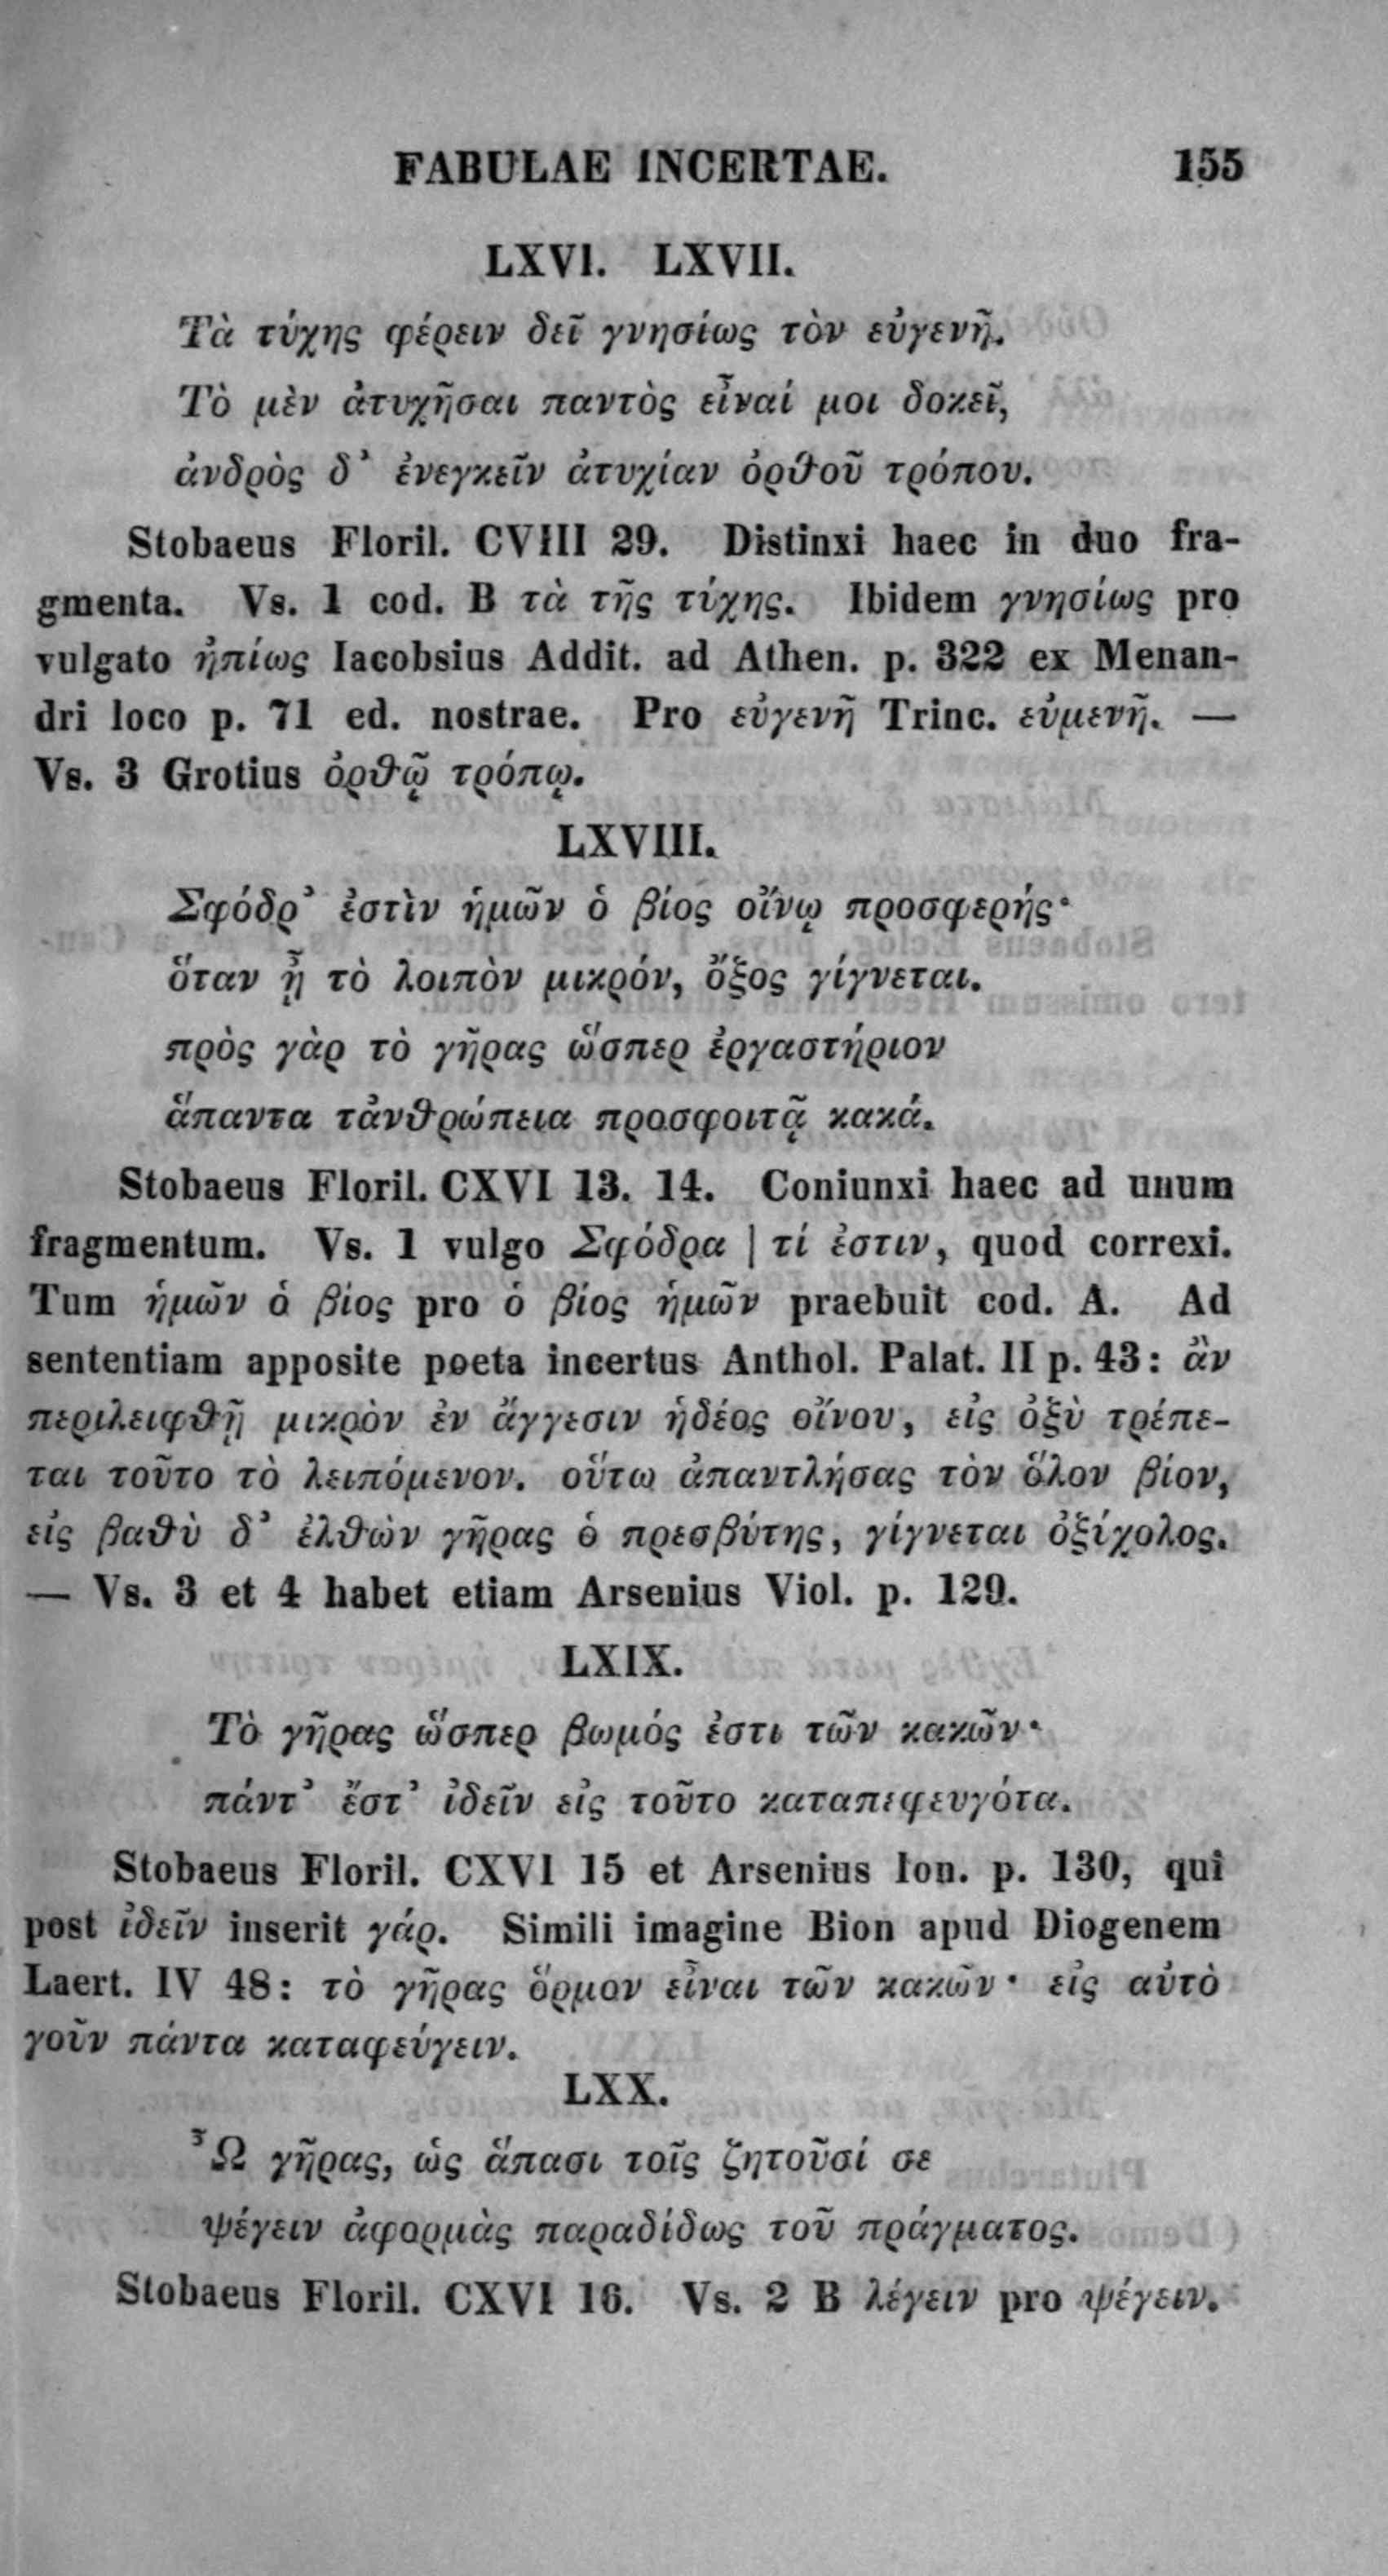 FABULAE INCERTAE. 155
LXVI. LXVII.
Τὰ τύχης φέρειν δεῖ γνησίως τὸν εὐγενῆ.
Τὸ μὲν ἀτυχῆσαι παντὸς εἶναί μοι δοκεῖ,
ἀνδρὸς δ᾽ ἐνεγκεῖν ἀτυχίαν ὀρθοῦ τρόπου.
Stobaeus Floril. CVIII 29. Distinxi haec in duo fra-
gmenta. Vs. 1 cod. B τὰ τῆς τύχης. Ibidem γνησίως pro
vulgato ἠπίως Iacobsius Addit. ad Athen. p. 322 ex Menan-
dri loco p. 71 ed. nostrae. Pro εὐγενῆ Trinc. εὐμενῆ. —
Vs. 3 Grotius ὀρθῷ τρόπῳ.
LXVIII.
Σφόδρ᾽ ἐστὶν ἡμῶν ὁ βίος οἴνῳ προσφερής·
ὅταν ᾖ τὸ λοιπὸν μικρόν, ὄξος γίγνεται.
πρὸς γὰρ τὸ γῆρας ὥσπερ ἐργαστήριον
ἅπαντα τἀνθρώπεια προσφοιτᾷ κακά.
Stobaeus Floril. CXVI 13. 14. Coniunxi haec ad unum
fragmentum. Vs. 1 vulgo Σφόδρα | τί ἐστιν, quod correxi.
Tum ἡμῶν ὁ βίος pro ὁ βίος ἡμῶν praebuit cod. A. Ad
sententiam apposite poeta incertus Anthol. Palat. II p. 43: ἂν
περιλειφθῇ μικρὸν ἐν ἄγγεσιν ἡδέος οἴνου, εἰς ὀξὺ τρέπε-
ται τοῦτο τὸ λειπόμενον. οὕτω ἀπαντλήσας τὸν ὅλον βίον,
εἰς βαθὺ δ᾽ ἐλθὼν γῆρας ὁ πρεσβύτης, γίγνεται ὀξύχολος.
— Vs. 3 et 4 habet etiam Arsenius Viol. p. 129.
LXIX.
Τὸ γῆρας ὥσπερ βωμός ἐστι τῶν κακῶν·
πάντ᾽ ἔστ᾽ ἰδεῖν εἰς τοῦτο καταπεφευγότα.
Stobaeus Floril. CXVI 15 et Arsenius Ion. p. 130, qui
post ἰδεῖν inserit γάρ. Simili imagine Bion apud Diogenem
Laert. IV 48: τὸ γῆρας ὅρμον εἶναι τῶν κακῶν· εἰς αὐτὸ
γοῦν πάντα καταφεύγειν.
LXX.
Ὦ γῆρας, ὡς ἅπασι τοῖς ζητοῦσί σε
ψέγειν ἀφορμὰς παραδίδως τοῦ πράγματος.
Stobaeus Floril. CXVI 16. Vs. 2 B λέγειν pro ψέγειν.